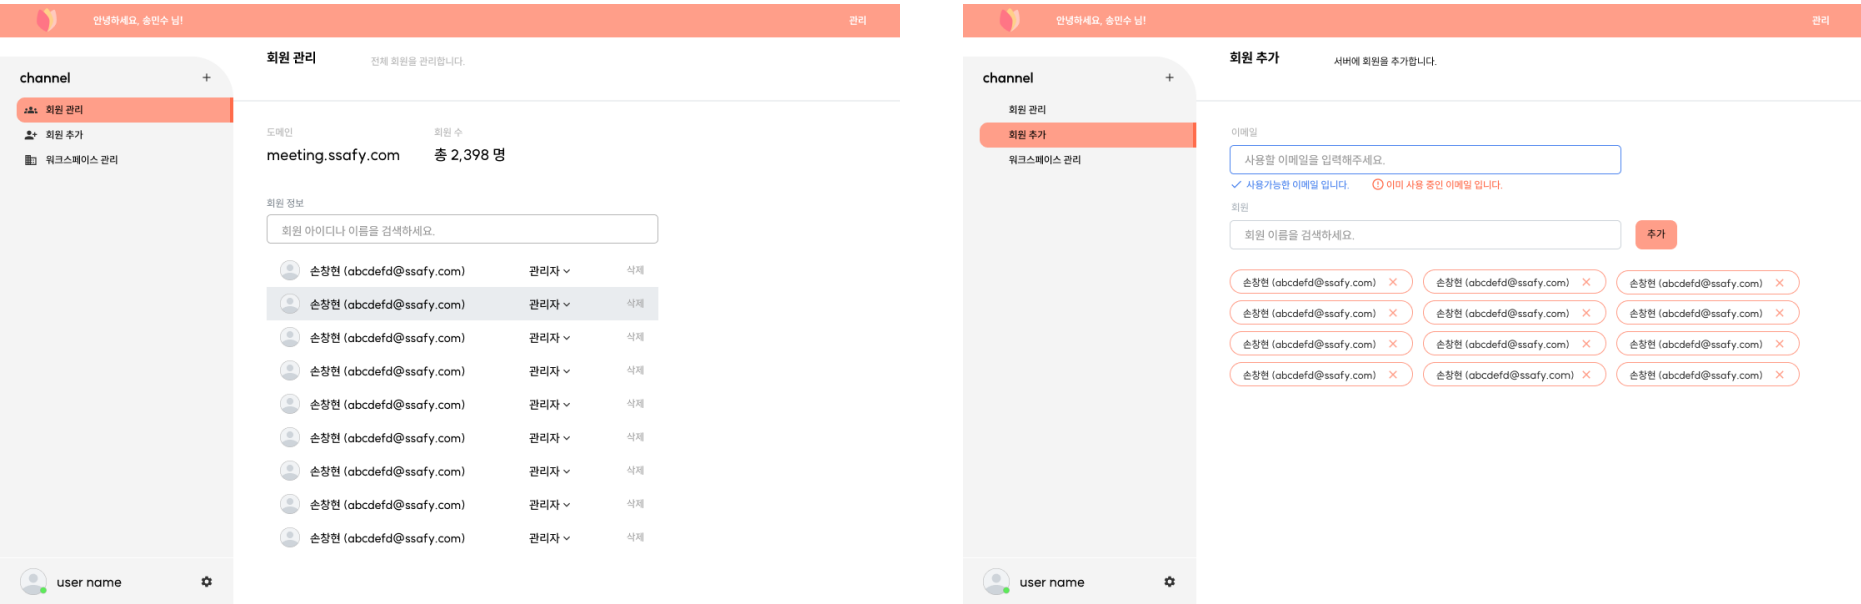 안녕하세요, 송민수 님!
관리
channel
+
회원 관리
회원 추가
워크스페이스 관리
user name
회원 관리
전체 회원을 관리합니다.
도메인
회원 수
meeting.ssafy.com
총 2,398 명
회원 정보
회원 아이디나 이름을 검색하세요.
손창현 (abcdefd@ssafy.com) 관리자 삭제
손창현 (abcdefd@ssafy.com) 관리자 삭제
손창현 (abcdefd@ssafy.com) 관리자 삭제
손창현 (abcdefd@ssafy.com) 관리자 삭제
손창현 (abcdefd@ssafy.com) 관리자 삭제
손창현 (abcdefd@ssafy.com) 관리자 삭제
손창현 (abcdefd@ssafy.com) 관리자 삭제
손창현 (abcdefd@ssafy.com) 관리자 삭제
손창현 (abcdefd@ssafy.com) 관리자 삭제
안녕하세요, 송민수 님!
관리
channel
+
회원 관리
회원 추가
워크스페이스 관리
user name
회원 추가
서버에 회원을 추가합니다.
이메일
사용할 이메일을 입력해주세요.
사용가능한 이메일 입니다.
이미 사용 중인 이메일 입니다.
회원
회원 이름을 검색하세요.
추가
손창현 (abcdefd@ssafy.com) 손창현 (abcdefd@ssafy.com) 손창현 (abcdefd@ssafy.com)
손창현 (abcdefd@ssafy.com) 손창현 (abcdefd@ssafy.com) 손창현 (abcdefd@ssafy.com)
손창현 (abcdefd@ssafy.com) 손창현 (abcdefd@ssafy.com) 손창현 (abcdefd@ssafy.com)
손창현 (abcdefd@ssafy.com) 손창현 (abcdefd@ssafy.com) 손창현 (abcdefd@ssafy.com)